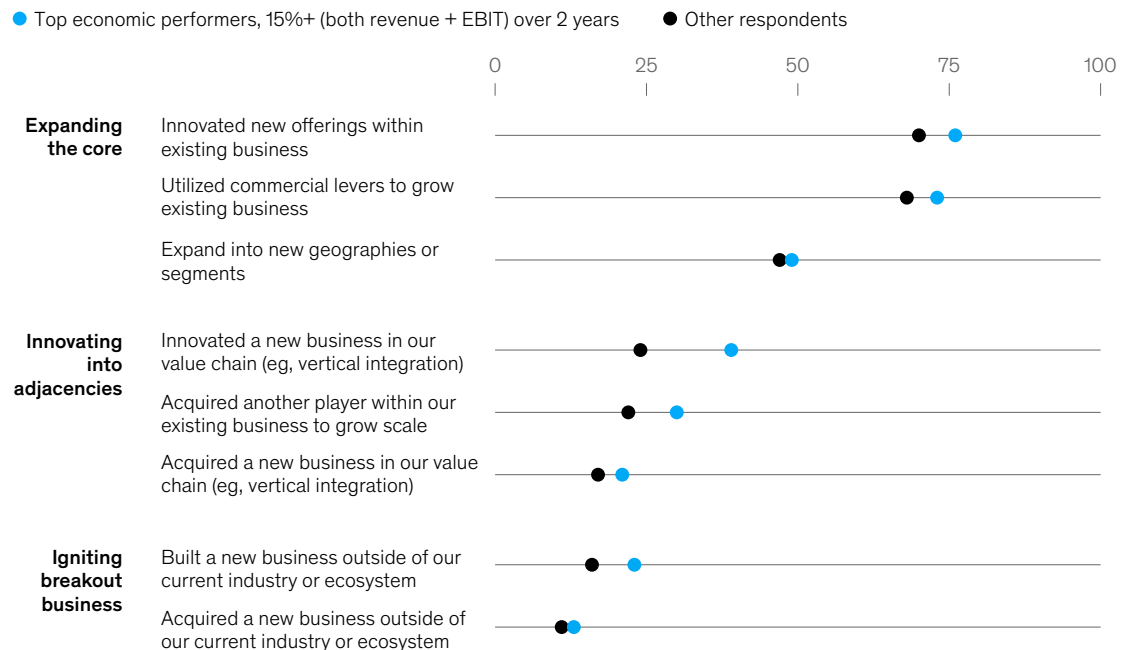 Top economic performers, 15%+ (both revenue + EBIT) over 2 years
Other respondents
0 25 50 75 100
Expanding
the core
Innovated new offerings within
existing business
Utilized commercial levers to grow
existing business
Expand into new geographies or
segments
Innovating
into
adjacencies
Innovated a new business in our
value chain (eg, vertical integration)
Acquired another player within our
existing business to grow scale
Acquired a new business in our value
chain (eg, vertical integration)
Igniting
breakout
business
Built a new business outside of our
current industry or ecosystem
Acquired a new business outside of
our current industry or ecosystem